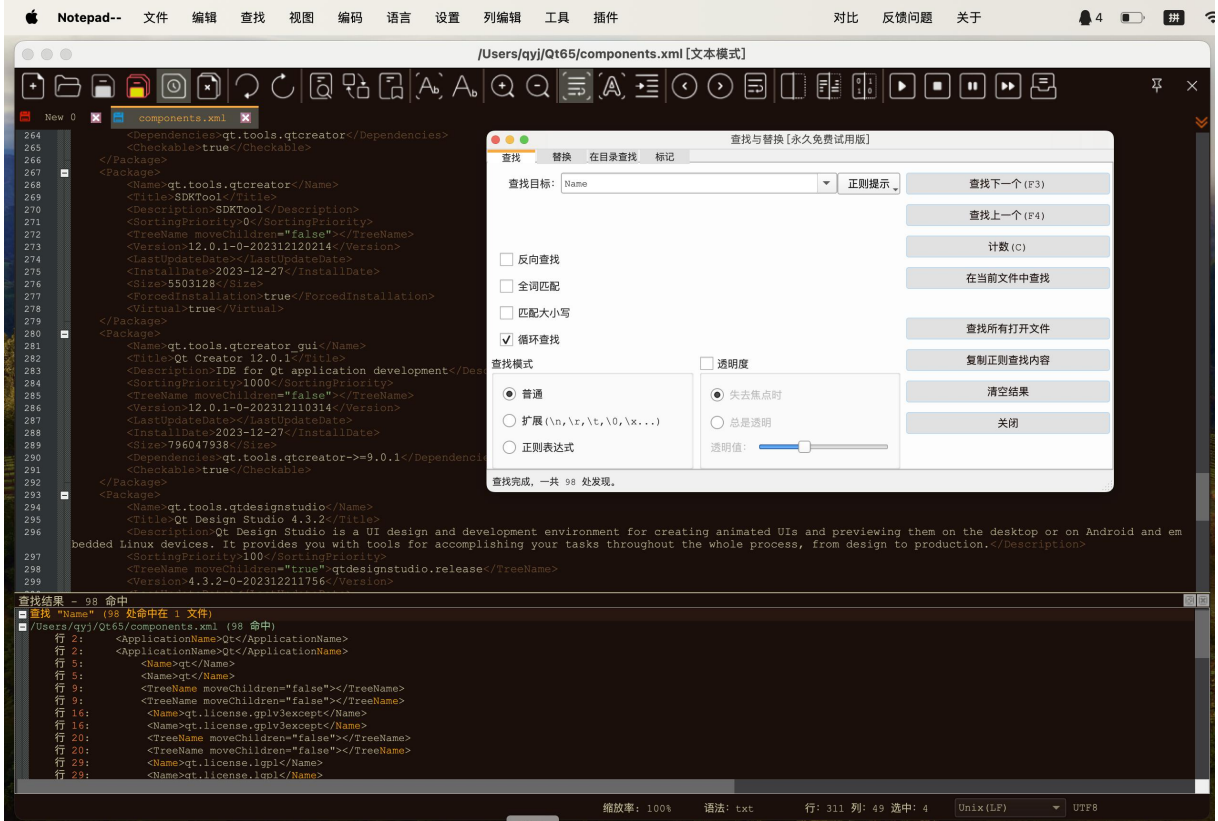 Notepad-- 文件 编辑 查找 视图 编码 语言 设置 列编辑 工具 插件 对比 反馈问题 关于 4 拼
/Users/qyj/Qt65/components.xml [文本模式]
New 0 components.xml
264 <Dependencies>qt.tools.qtcreator</Dependencies>
265 <Checkable>true</Checkable>
266 </Package>
267 <Package>
268 <Name>qt.tools.qtcreator</Name>
269 <Title>SDKTool</Title>
270 <Description>SDKTool</Description>
271 <SortingPriority>0</SortingPriority>
272 <TreeName moveChildren="false"></TreeName>
273 <Version>12.0.1-0-202312120214</Version>
274 <LastUpdateDate></LastUpdateDate>
275 <InstallDate>2023-12-27</InstallDate>
276 <Size>5503128</Size>
277 <ForcedInstallation>true</ForcedInstallation>
278 <Virtual>true</Virtual>
279 </Package>
280 <Package>
281 <Name>qt.tools.qtcreator_gui</Name>
282 <Title>Qt Creator 12.0.1</Title>
283 <Description>IDE for Qt application development</Des
284 <SortingPriority>1000</SortingPriority>
285 <TreeName moveChildren="false"></TreeName>
286 <Version>12.0.1-0-202312110314</Version>
287 <LastUpdateDate></LastUpdateDate>
288 <InstallDate>2023-12-27</InstallDate>
289 <Size>796047938</Size>
290 <Dependencies>qt.tools.qtcreator->=9.0.1</Dependencie
291 <Checkable>true</Checkable>
292 </Package>
293 <Package>
294 <Name>qt.tools.qtdesignstudio</Name>
295 <Title>Qt Design Studio 4.3.2</Title>
296 <Description>Qt Design Studio is a UI design and development environment for creating animated UIs and previewing them on the desktop or on Android and em
bedded Linux devices. It provides you with tools for accomplishing your tasks throughout the whole process, from design to production.</Description>
297 <SortingPriority>100</SortingPriority>
298 <TreeName moveChildren="true">qtdesignstudio.release</TreeName>
299 <Version>4.3.2-0-202312211756</Version>
查找与替换 [永久免费试用版]
查找 替换 在目录查找 标记
查找目标: Name 正则提示 查找下一个(F3)
查找上一个(F4)
计数(C)
反向查找
在当前文件中查找
全词匹配
匹配大小写
查找所有打开文件
循环查找
复制正则查找内容
查找模式 透明度
普通 失去焦点时 清空结果
扩展(\n,\r,\t,\0,\x...) 总是透明 关闭
正则表达式 透明值:
查找完成, 一共 98 处发现。
查找结果 - 98 命中
查找 "Name" (98 处命中在 1 文件)
/Users/qyj/Qt65/components.xml (98 命中)
行 2: <ApplicationName>Qt</ApplicationName>
行 2: <ApplicationName>Qt</ApplicationName>
行 5: <Name>qt</Name>
行 5: <Name>qt</Name>
行 9: <TreeName moveChildren="false"></TreeName>
行 9: <TreeName moveChildren="false"></TreeName>
行 16: <Name>qt.license.gplv3except</Name>
行 16: <Name>qt.license.gplv3except</Name>
行 20: <TreeName moveChildren="false"></TreeName>
行 20: <TreeName moveChildren="false"></TreeName>
行 29: <Name>qt.license.lgpl</Name>
行 29: <Name>qt.license.lgpl</Name>
缩放率: 100% 语法: txt 行: 311 列: 49 选中: 4 Unix(LF) UTF8